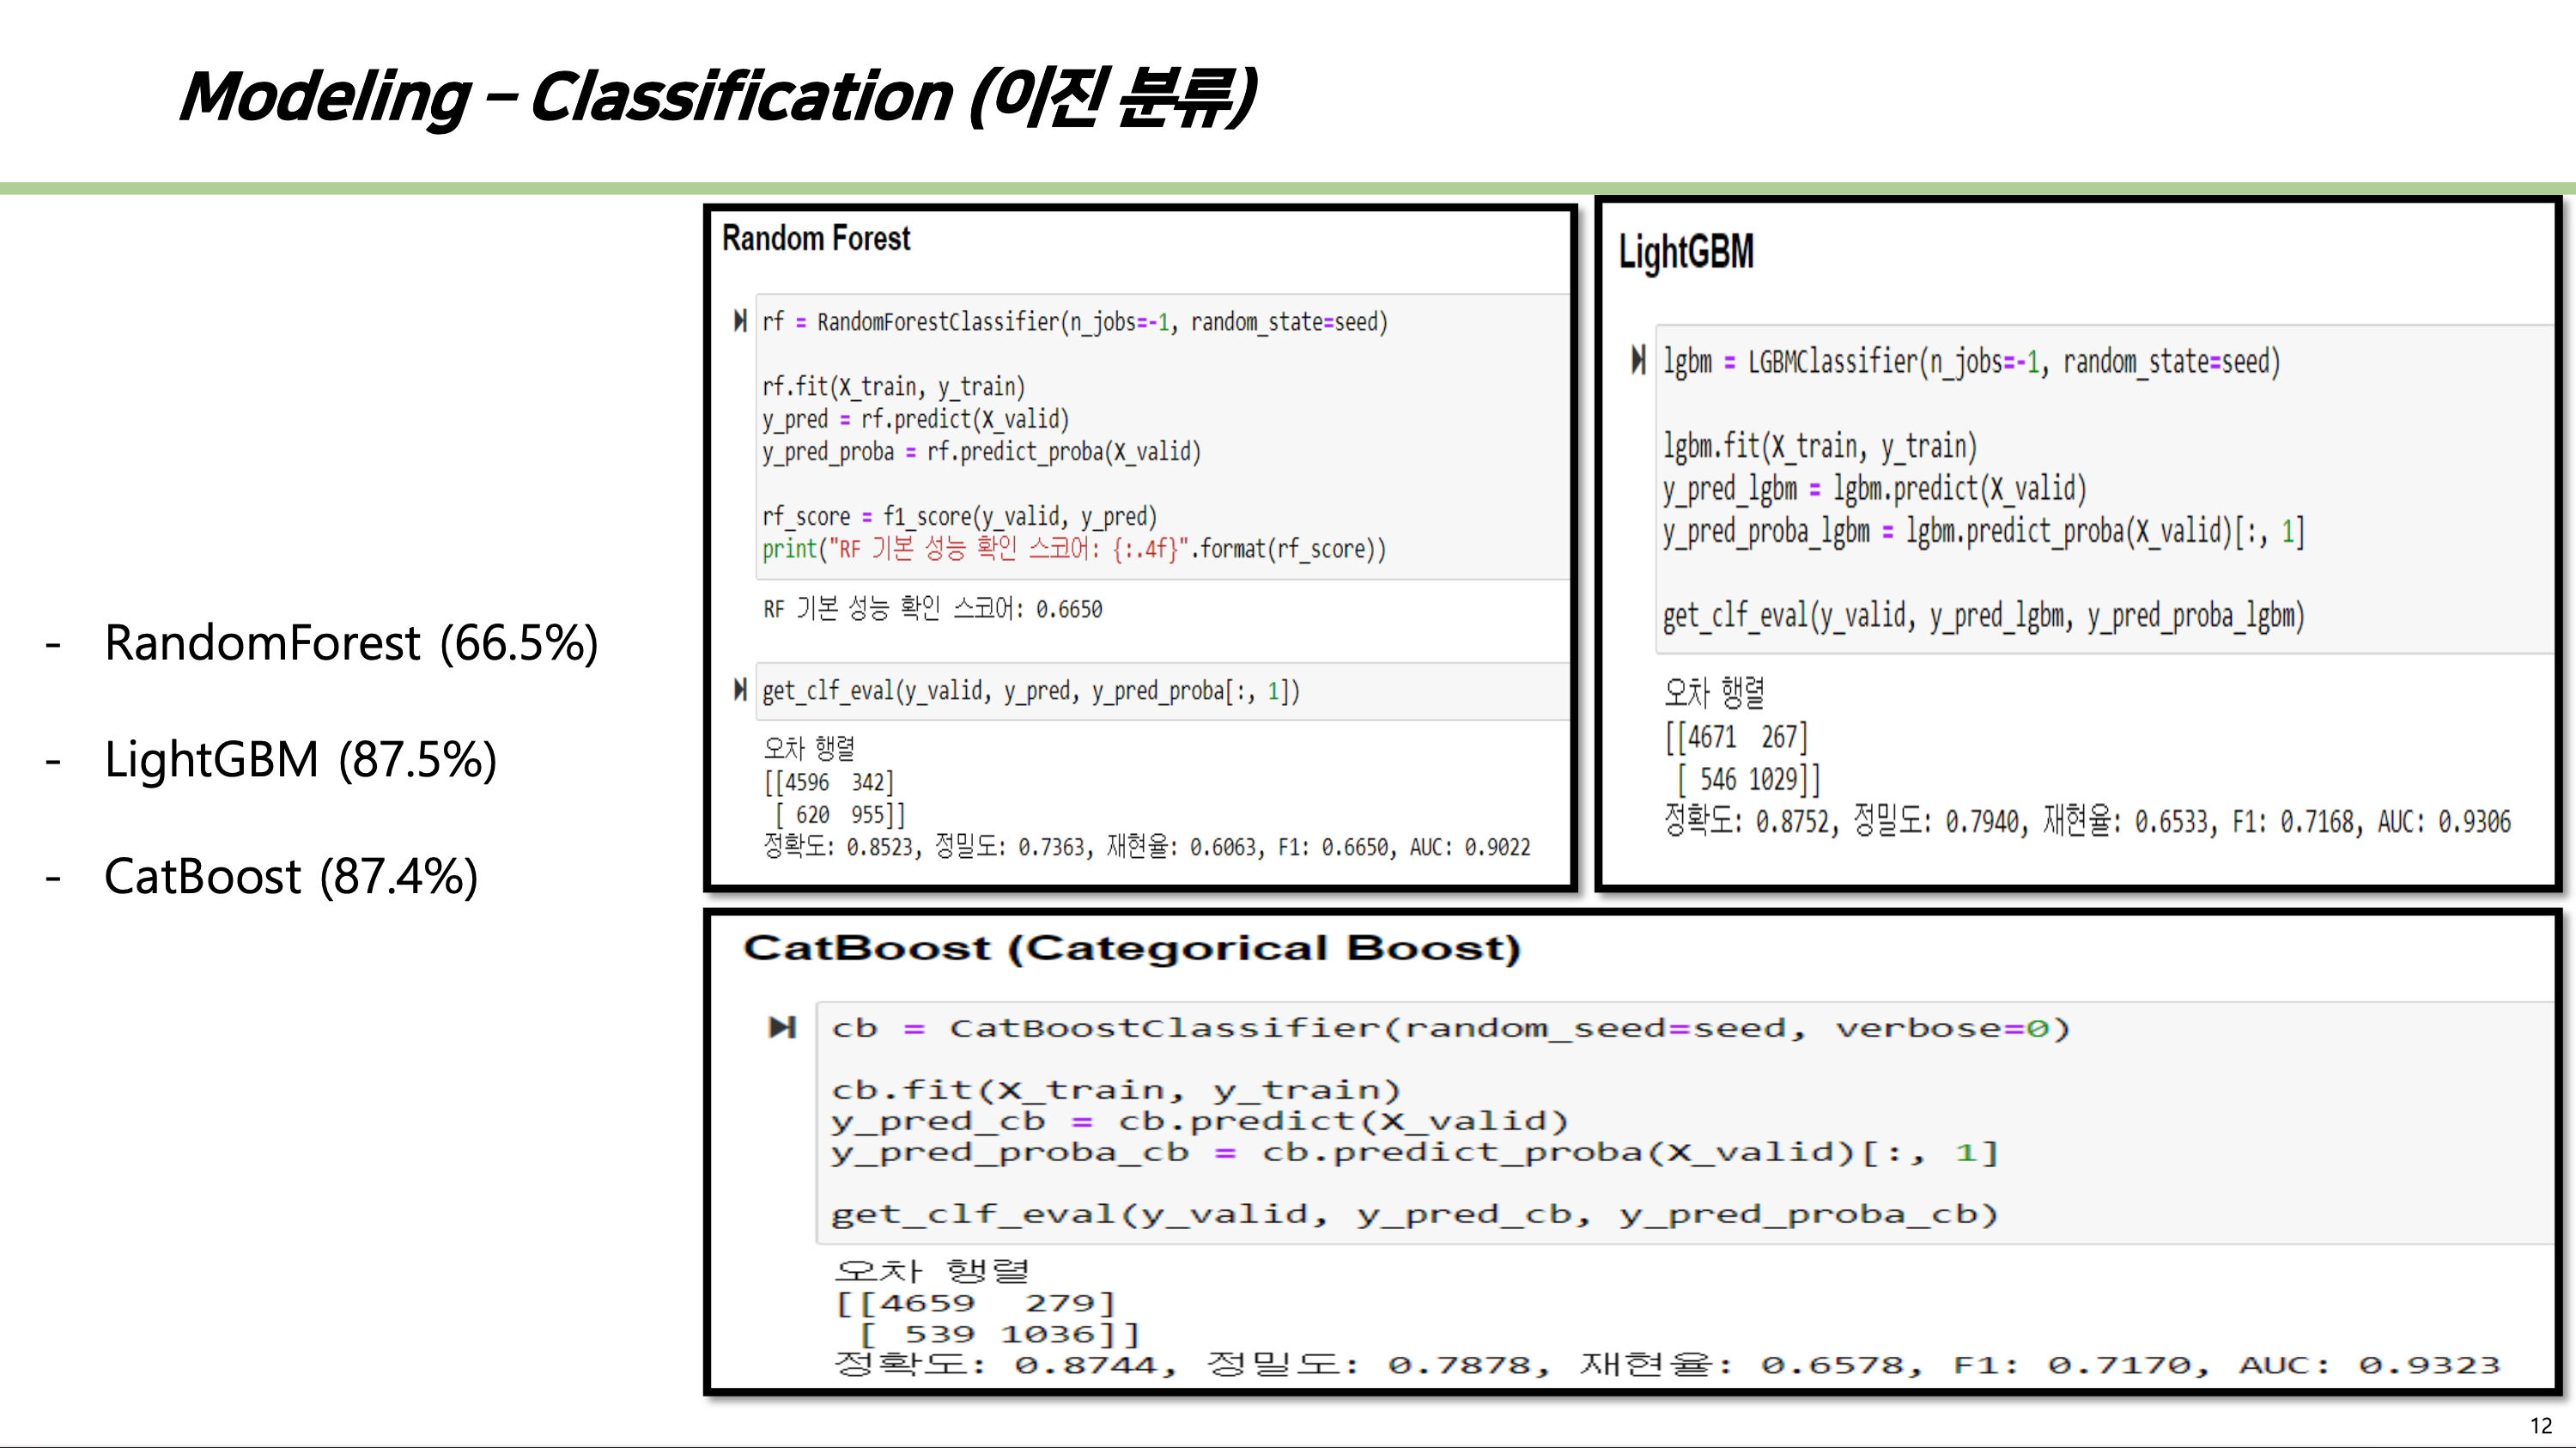 Modeling – Classification (이진 분류)
- RandomForest (66.5%)
- LightGBM (87.5%)
- CatBoost (87.4%)
Random Forest
rf = RandomForestClassifier(n_jobs=-1, random_state=seed)
rf.fit(X_train, y_train)
y_pred = rf.predict(X_valid)
y_pred_proba = rf.predict_proba(X_valid)
rf_score = f1_score(y_valid, y_pred)
print("RF 기본 성능 확인 스코어: {:.4f}".format(rf_score))
RF 기본 성능 확인 스코어: 0.6650
get_clf_eval(y_valid, y_pred, y_pred_proba[:, 1])
오차 행렬
[[4596 342]
[ 620 955]]
정확도: 0.8523, 정밀도: 0.7363, 재현율: 0.6063, F1: 0.6650, AUC: 0.9022
LightGBM
lgbm = LGBMClassifier(n_jobs=-1, random_state=seed)
lgbm.fit(X_train, y_train)
y_pred_lgbm = lgbm.predict(X_valid)
y_pred_proba_lgbm = lgbm.predict_proba(X_valid)[:, 1]
get_clf_eval(y_valid, y_pred_lgbm, y_pred_proba_lgbm)
오차 행렬
[[4671 267]
[ 546 1029]]
정확도: 0.8752, 정밀도: 0.7940, 재현율: 0.6533, F1: 0.7168, AUC: 0.9306
CatBoost (Categorical Boost)
cb = CatBoostClassifier(random_seed=seed, verbose=0)
cb.fit(X_train, y_train)
y_pred_cb = cb.predict(X_valid)
y_pred_proba_cb = cb.predict_proba(X_valid)[:, 1]
get_clf_eval(y_valid, y_pred_cb, y_pred_proba_cb)
오차 행렬
[[4659 279]
[ 539 1036]]
정확도: 0.8744, 정밀도: 0.7878, 재현율: 0.6578, F1: 0.7170, AUC: 0.9323
12